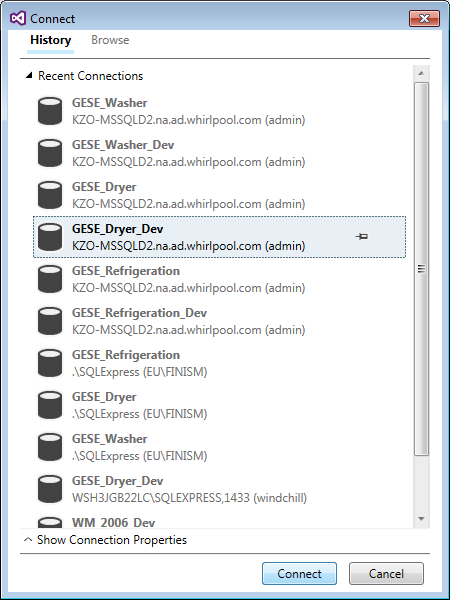 Connect
History Browse
Recent Connections
GESE_Washer
KZO-MSSQLD2.na.ad.whirlpool.com (admin)
GESE_Washer_Dev
KZO-MSSQLD2.na.ad.whirlpool.com (admin)
GESE_Dryer
KZO-MSSQLD2.na.ad.whirlpool.com (admin)
GESE_Dryer_Dev
KZO-MSSQLD2.na.ad.whirlpool.com (admin)
GESE_Refrigeration
KZO-MSSQLD2.na.ad.whirlpool.com (admin)
GESE_Refrigeration_Dev
KZO-MSSQLD2.na.ad.whirlpool.com (admin)
GESE_Refrigeration
.\SQLExpress (EU\FINISM)
GESE_Dryer
.\SQLExpress (EU\FINISM)
GESE_Washer
.\SQLExpress (EU\FINISM)
GESE_Dryer_Dev
WSH3JGB22LC\SQLEXPRESS,1433 (windchill)
WM_2006_Dev
Show Connection Properties
Connect Cancel